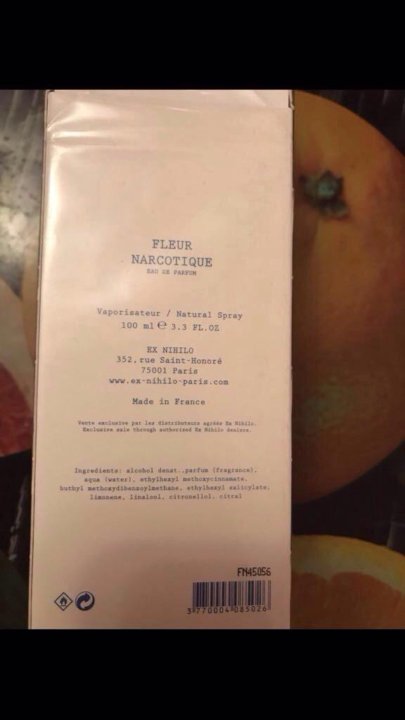 FLEUR
NARCOTIQUE
EAU DE PARFUM
Vaporisateur / Natural Spray
100 ml ℮ 3.3 FL.OZ
EX NIHILO
352, rue Saint-Honoré
75001 Paris
www.ex-nihilo-paris.com
Made in France
Vente exclusive par les distributeurs agréés Ex Nihilo.
Exclusive sale through authorized Ex Nihilo dealers.
Ingredients: alcohol denat., parfum (fragrance),
aqua (water), ethylhexyl methoxycinnamate,
buthyl methoxydibenzoylmethane, ethylhexyl salicylate,
limonene, linalool, citronellol, citral
FN45056
3 770004 085026